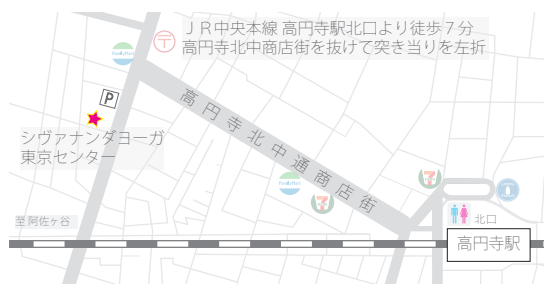 ＪＲ中央本線 高円寺駅北口より徒歩７分
高円寺北中商店街を抜けて突き当りを左折
FamilyMart
P
高円寺北中通商店街
シヴァナンダヨーガ
東京センター
FamilyMart
至阿佐ヶ谷
北口
高円寺駅